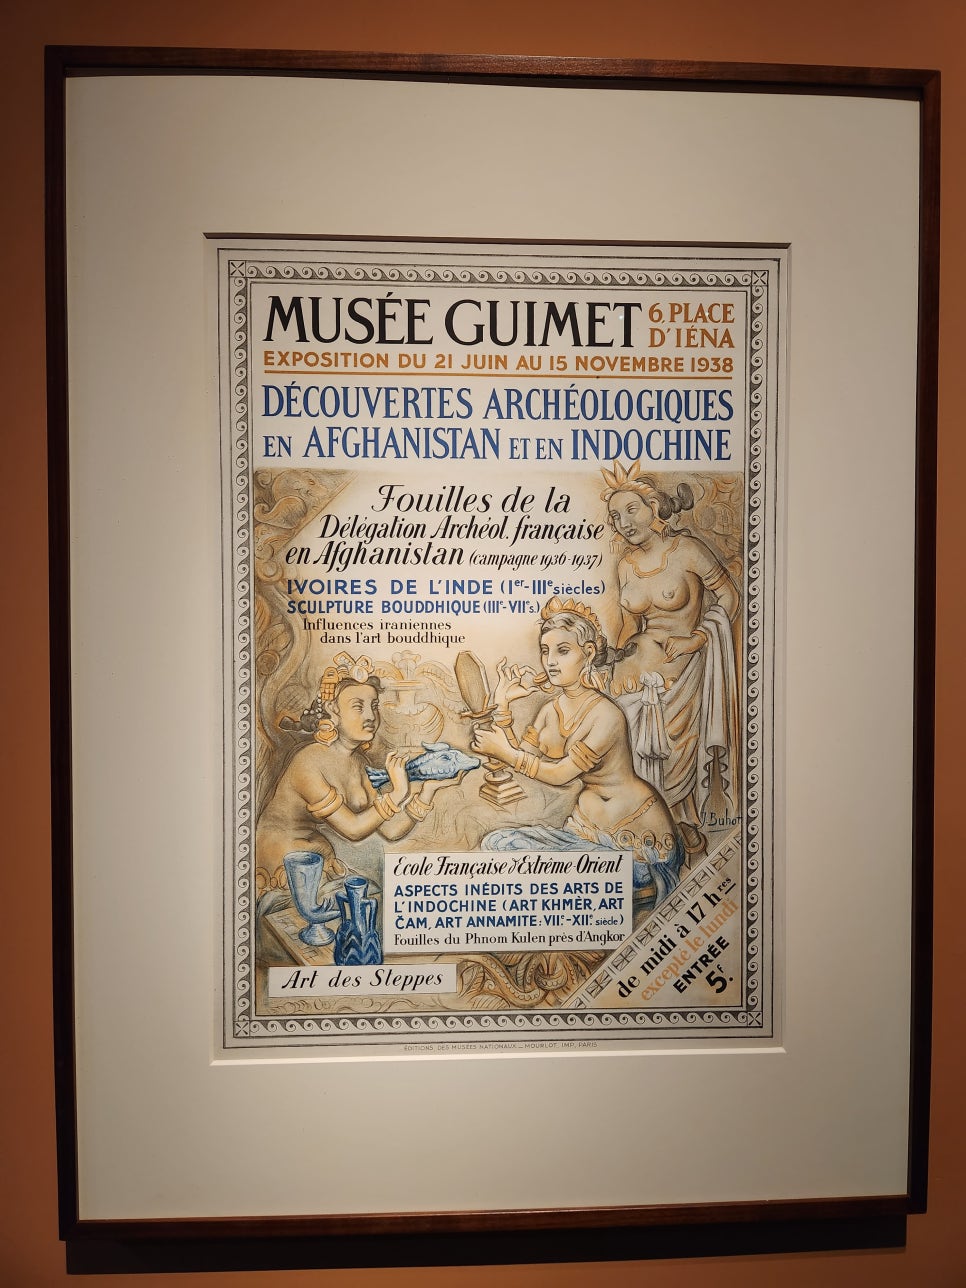 MUSÉE GUIMET
6, PLACE
D'IÉNA
EXPOSITION DU 21 JUIN AU 15 NOVEMBRE 1938
DÉCOUVERTES ARCHÉOLOGIQUES
EN AFGHANISTAN ET EN INDOCHINE
Fouilles de la
Délégation Archéol. française
en Afghanistan (campagne 1936-1937)
IVOIRES DE L'INDE (Ier-IIIe siècles)
SCULPTURE BOUDDHIQUE (IIIe-VIIe s.)
Influences iraniennes
dans l'art bouddhique
J. Buhot
Ecole Française d'Extrême-Orient
ASPECTS INÉDITS DES ARTS DE
L'INDOCHINE (ART KHMÈR, ART
ČAM, ART ANNAMITE: VIIe-XIIe siècle)
Fouilles du Phnom Kulen près d'Angkor
Art des Steppes
de midi à 17 hres
excepté le lundi
ENTRÉE
5f.
ÉDITIONS DES MUSÉES NATIONAUX _ MOURLOT IMP. PARIS